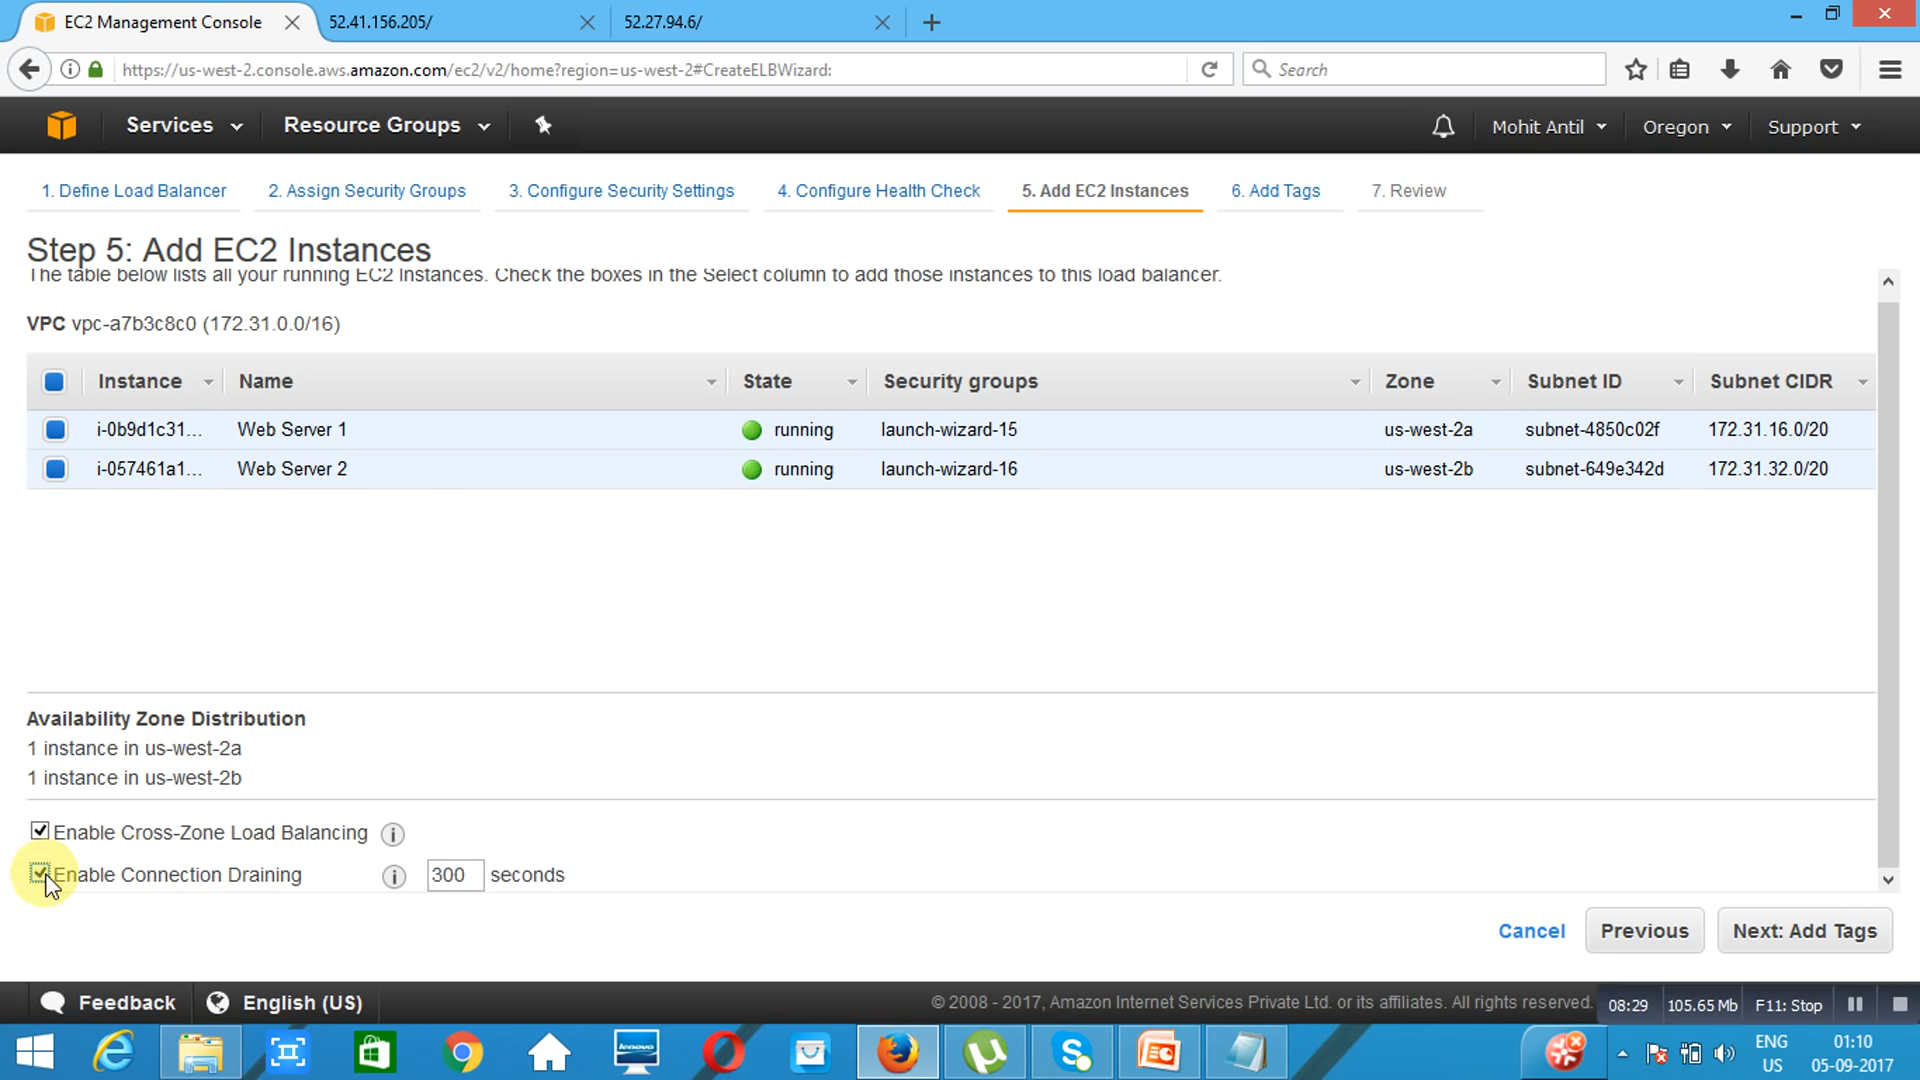 EC2 Management Console
52.41.156.205/
52.27.94.6/
https://us-west-2.console.aws.amazon.com/ec2/v2/home?region=us-west-2#CreateELBWizard:
Search
Services
Resource Groups
Mohit Antil
Oregon
Support
1. Define Load Balancer
2. Assign Security Groups
3. Configure Security Settings
4. Configure Health Check
5. Add EC2 Instances
6. Add Tags
7. Review
Step 5: Add EC2 Instances
The table below lists all your running EC2 Instances. Check the boxes in the Select column to add those instances to this load balancer.
VPC vpc-a7b3c8c0 (172.31.0.0/16)
Instance Name State Security groups Zone Subnet ID Subnet CIDR
i-0b9d1c31... Web Server 1 running launch-wizard-15 us-west-2a subnet-4850c02f 172.31.16.0/20
i-057461a1... Web Server 2 running launch-wizard-16 us-west-2b subnet-649e342d 172.31.32.0/20
Availability Zone Distribution
1 instance in us-west-2a
1 instance in us-west-2b
Enable Cross-Zone Load Balancing
Enable Connection Draining 300 seconds
Cancel
Previous
Next: Add Tags
Feedback
English (US)
© 2008 - 2017, Amazon Internet Services Private Ltd. or its affiliates. All rights reserved.
08:29
105.65 Mb
F11: Stop
lenovo
ENG
US
01:10
05-09-2017